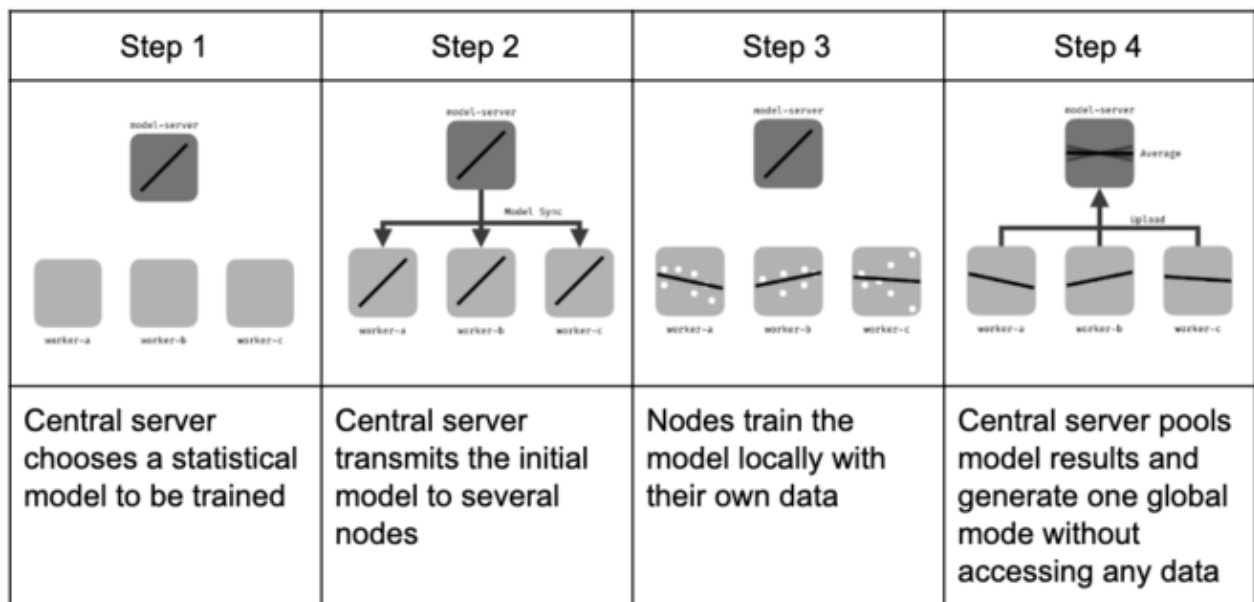 Step 1
Step 2
Step 3
Step 4
model-server
worker-a
worker-b
worker-c
model-server
Model Sync
worker-a
worker-b
worker-c
model-server
worker-a
worker-b
worker-c
model-server
Average
Upload
worker-a
worker-b
worker-c
Central server
chooses a statistical
model to be trained
Central server
transmits the initial
model to several
nodes
Nodes train the
model locally with
their own data
Central server pools
model results and
generate one global
mode without
accessing any data